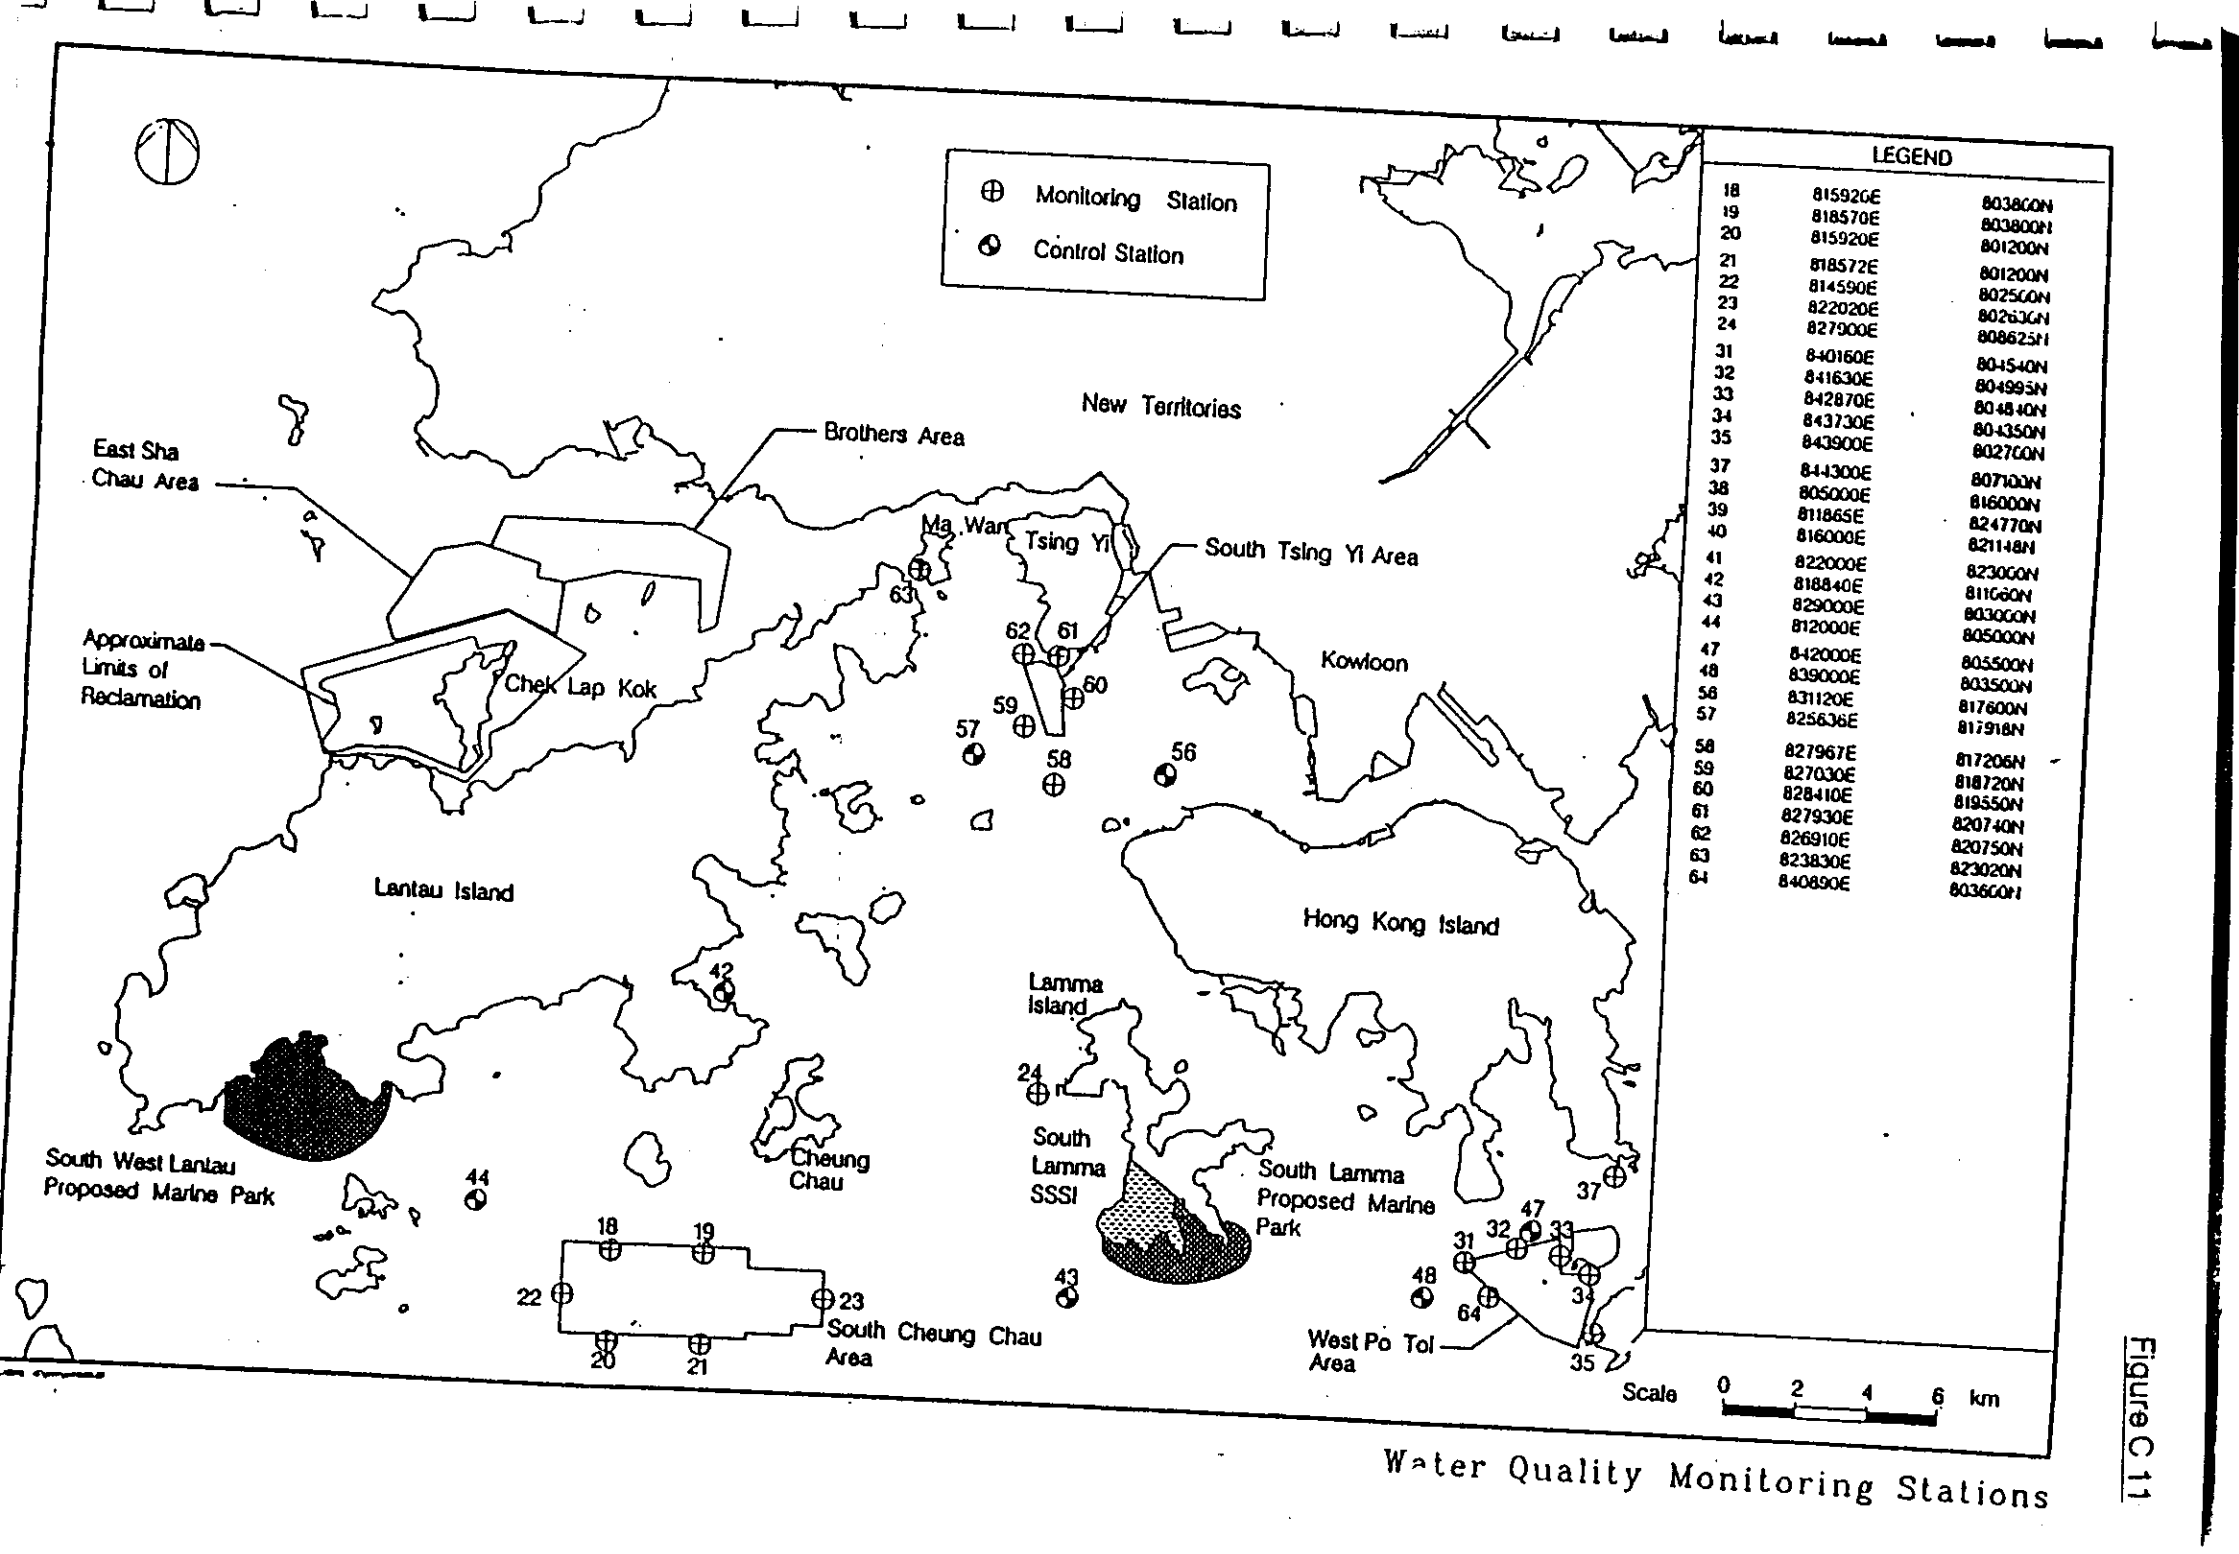 Monitoring Station
Control Station
LEGEND
18 815920E 803800N
19 818570E 803800N
20 815920E 801200N
21 818572E 801200N
22 814590E 802500N
23 822020E 802630N
24 827900E 808625N
31 840160E 804540N
32 841630E 804995N
33 842870E 804840N
34 843730E 804350N
35 843900E 802700N
37 844300E 807100N
38 805000E 816000N
39 811865E 824770N
40 816000E 821148N
41 822000E 823000N
42 818840E 811060N
43 829000E 803000N
44 812000E 805000N
47 842000E 805500N
48 839000E 803500N
56 831120E 817600N
57 825636E 817918N
58 827967E 817206N
59 827030E 818720N
60 828410E 819550N
61 827930E 820740N
62 826910E 820750N
63 823830E 823020N
64 840890E 803600N
New Territories
Brothers Area
East Sha
Chau Area
Ma Wan
Tsing Yi
South Tsing Yi Area
63
62
61
60
59
57
58
56
Kowloon
Approximate
Limits of
Reclamation
Chek Lap Kok
Lantau Island
Hong Kong Island
42
Lamma
Island
24
South West Lantau
Proposed Marine Park
44
Cheung
Chau
South
Lamma
SSSI
South Lamma
Proposed Marine
Park
37
47
32
33
31
34
48
64
35
43
18
19
22
23
20
21
South Cheung Chau
Area
West Po Toi
Area
Scale 0 2 4 6 km
Water Quality Monitoring Stations
Figure C 11